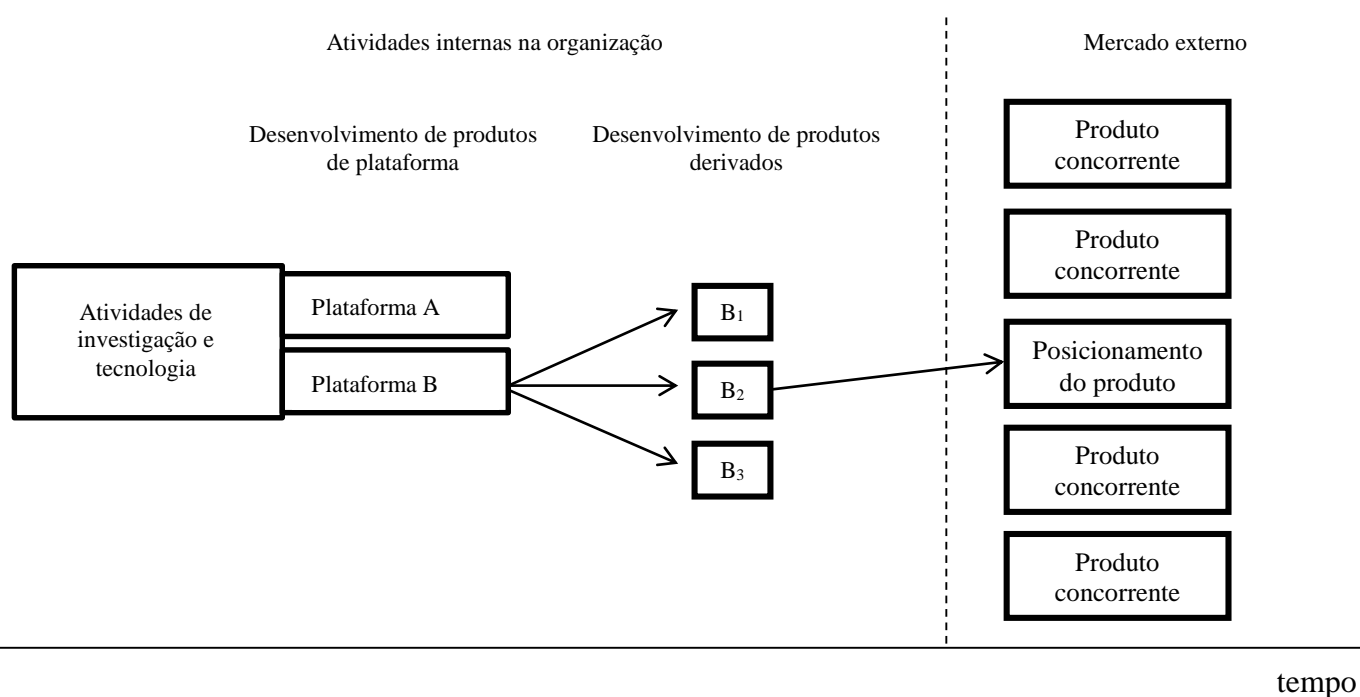 Atividades internas na organização
Mercado externo
Desenvolvimento de produtos
de plataforma
Desenvolvimento de produtos
derivados
Atividades de
investigação e
tecnologia
Plataforma A
Plataforma B
B₁
B₂
B₃
Produto
concorrente
Produto
concorrente
Posicionamento
do produto
Produto
concorrente
Produto
concorrente
tempo